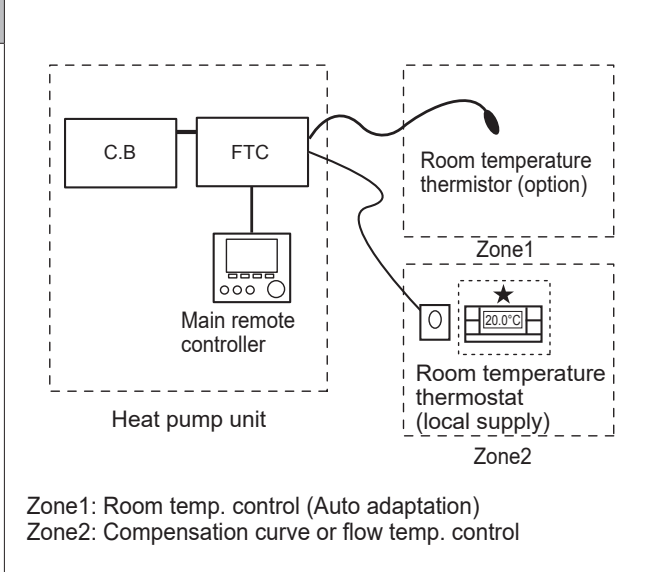 C.B
FTC
Room temperature
thermistor (option)
Zone1
20.0°C
Main remote
controller
Room temperature
thermostat
(local supply)
Heat pump unit
Zone2
Zone1: Room temp. control (Auto adaptation)
Zone2: Compensation curve or flow temp. control